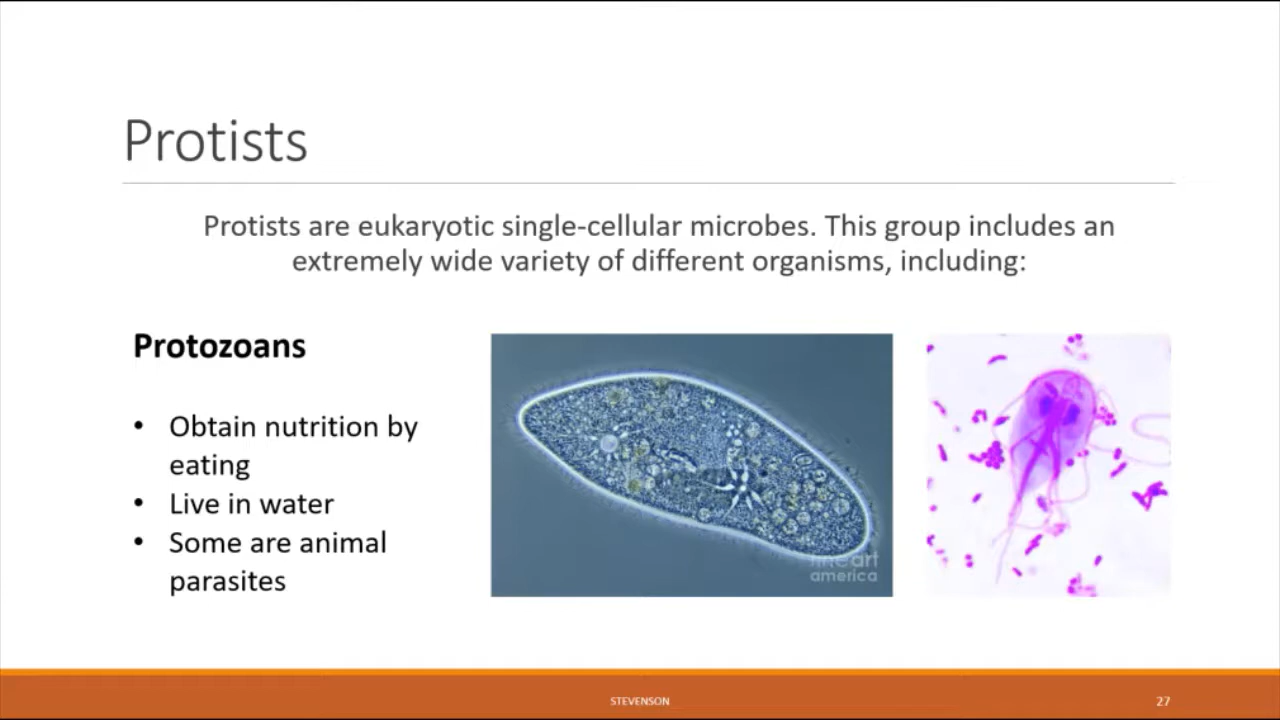 Protists
Protists are eukaryotic single-cellular microbes. This group includes an
extremely wide variety of different organisms, including:
Protozoans
• Obtain nutrition by
eating
• Live in water
• Some are animal
parasites
fine art
america
STEVENSON
27